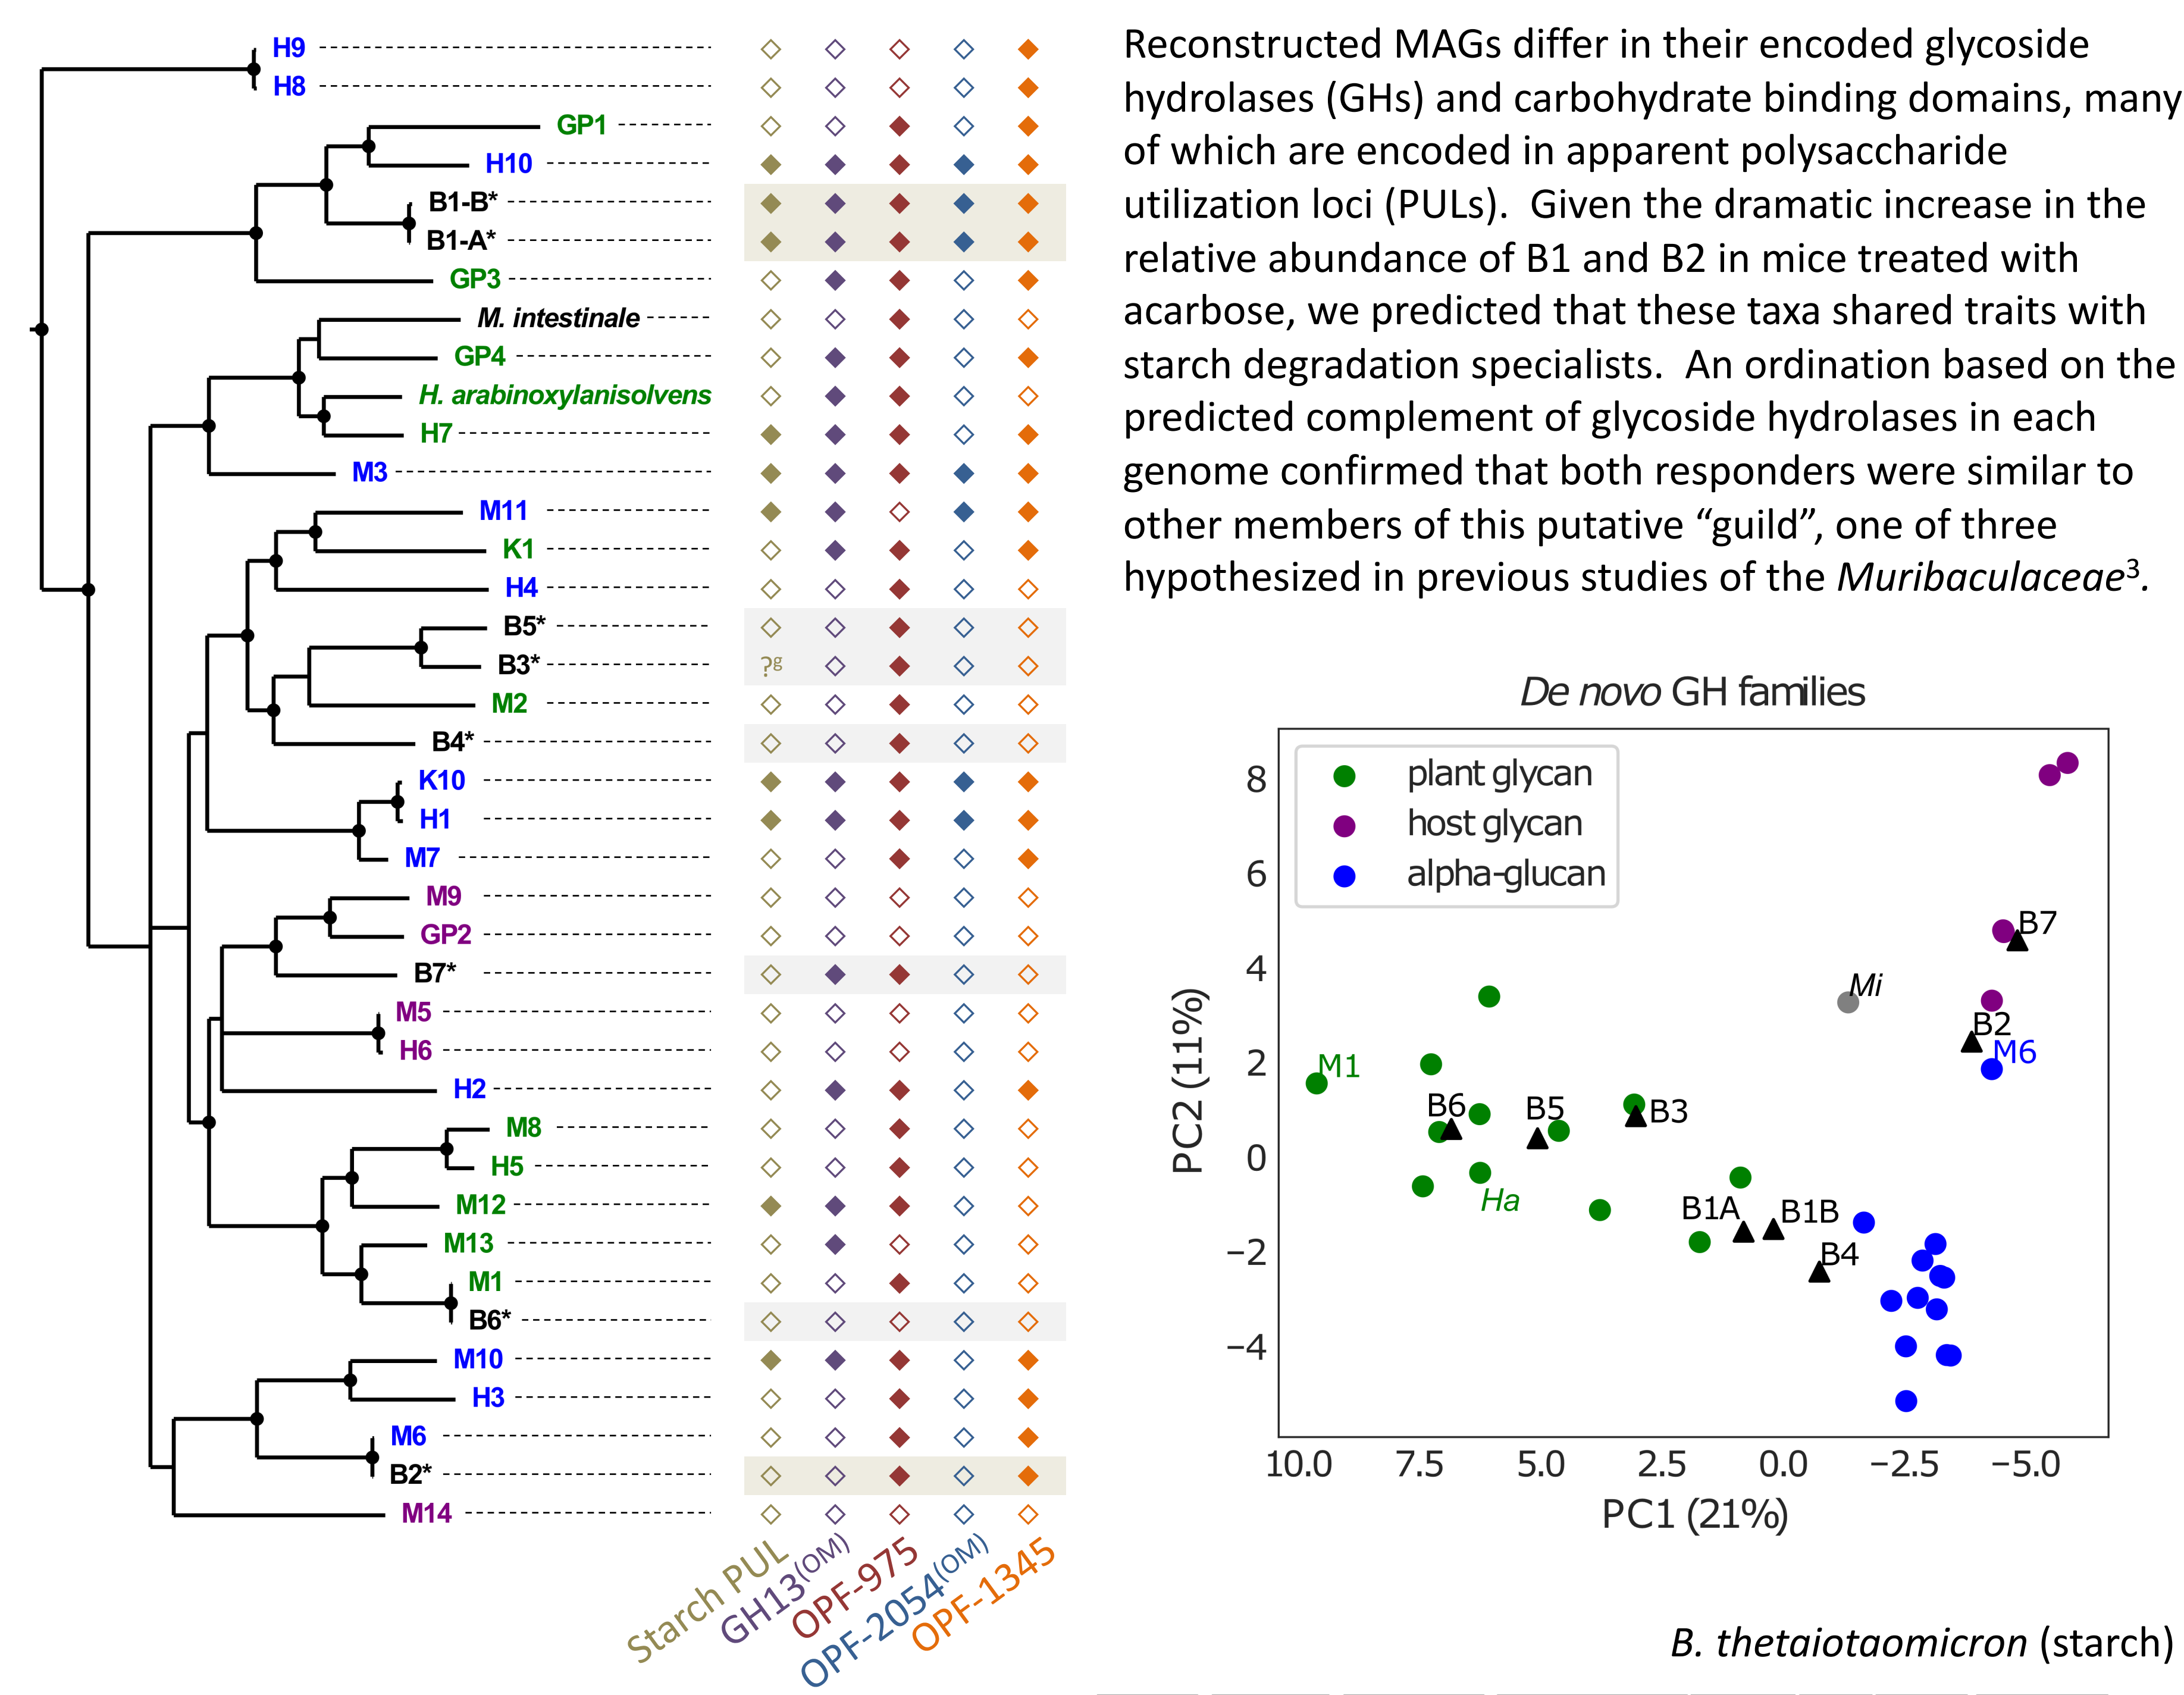 H9
H8
GP1
H10
B1-B*
B1-A*
GP3
M. intestinale
GP4
H. arabinoxylanisolvens
H7
M3
M11
K1
H4
B5*
B3*
?g
M2
B4*
K10
H1
M7
M9
GP2
B7*
M5
H6
H2
M8
H5
M12
M13
M1
B6*
M10
H3
M6
B2*
M14
Starch PUL
GH13(OM)
OPF-975
OPF-2054(OM)
OPF-1345
Reconstructed MAGs differ in their encoded glycoside
hydrolases (GHs) and carbohydrate binding domains, many
of which are encoded in apparent polysaccharide
utilization loci (PULs). Given the dramatic increase in the
relative abundance of B1 and B2 in mice treated with
acarbose, we predicted that these taxa shared traits with
starch degradation specialists. An ordination based on the
predicted complement of glycoside hydrolases in each
genome confirmed that both responders were similar to
other members of this putative “guild”, one of three
hypothesized in previous studies of the Muribaculaceae3.
De novo GH families
plant glycan
host glycan
alpha-glucan
8
6
4
2
0
−2
−4
PC2 (11%)
B7
Mi
B2
M6
M1
B6
B5
B3
Ha
B1A
B1B
B4
10.0 7.5 5.0 2.5 0.0 −2.5 −5.0
PC1 (21%)
B. thetaiotaomicron (starch)